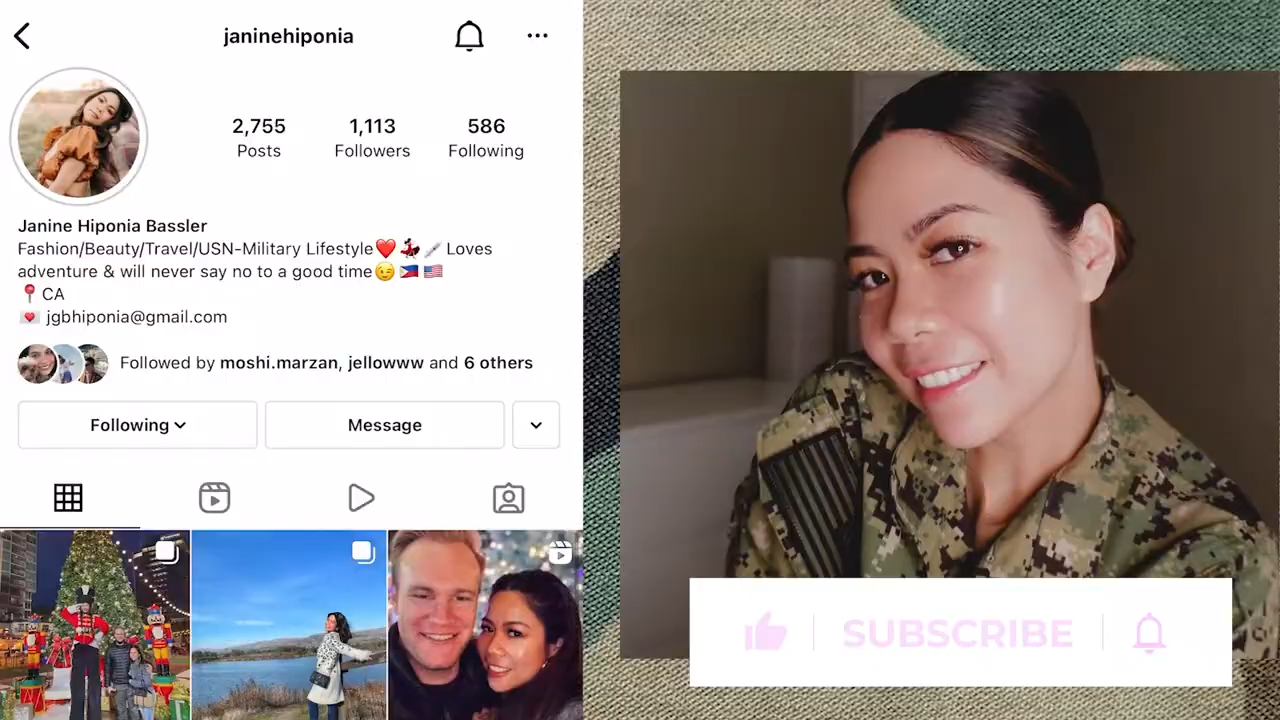 janinehiponia
2,755 1,113 586
Posts Followers Following
Janine Hiponia Bassler
Fashion/Beauty/Travel/USN-Military Lifestyle❤️💃💉Loves
adventure & will never say no to a good time😉🇵🇭🇺🇸
📍CA
💌 jgbhiponia@gmail.com
Followed by moshi.marzan, jellowww and 6 others
Following Message
SUBSCRIBE